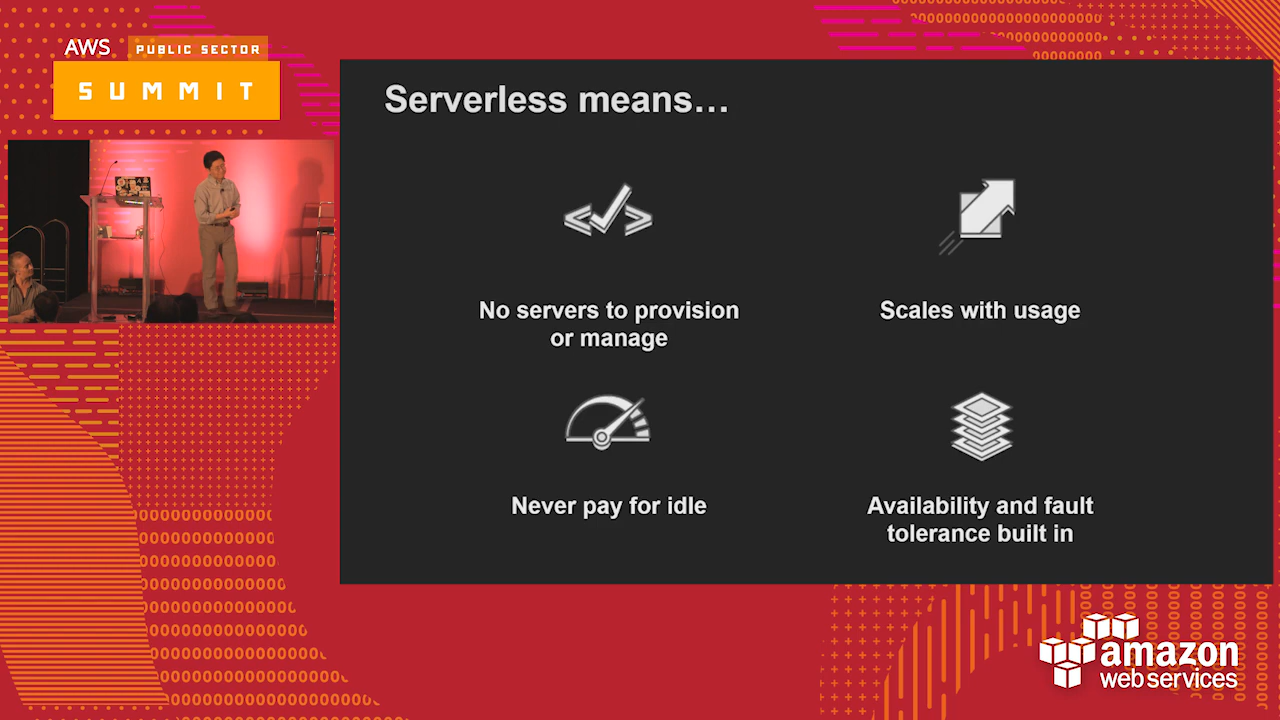 AWS PUBLIC SECTOR
SUMMIT
Serverless means…
No servers to provision
or manage
Scales with usage
Never pay for idle
Availability and fault
tolerance built in
amazon
web services